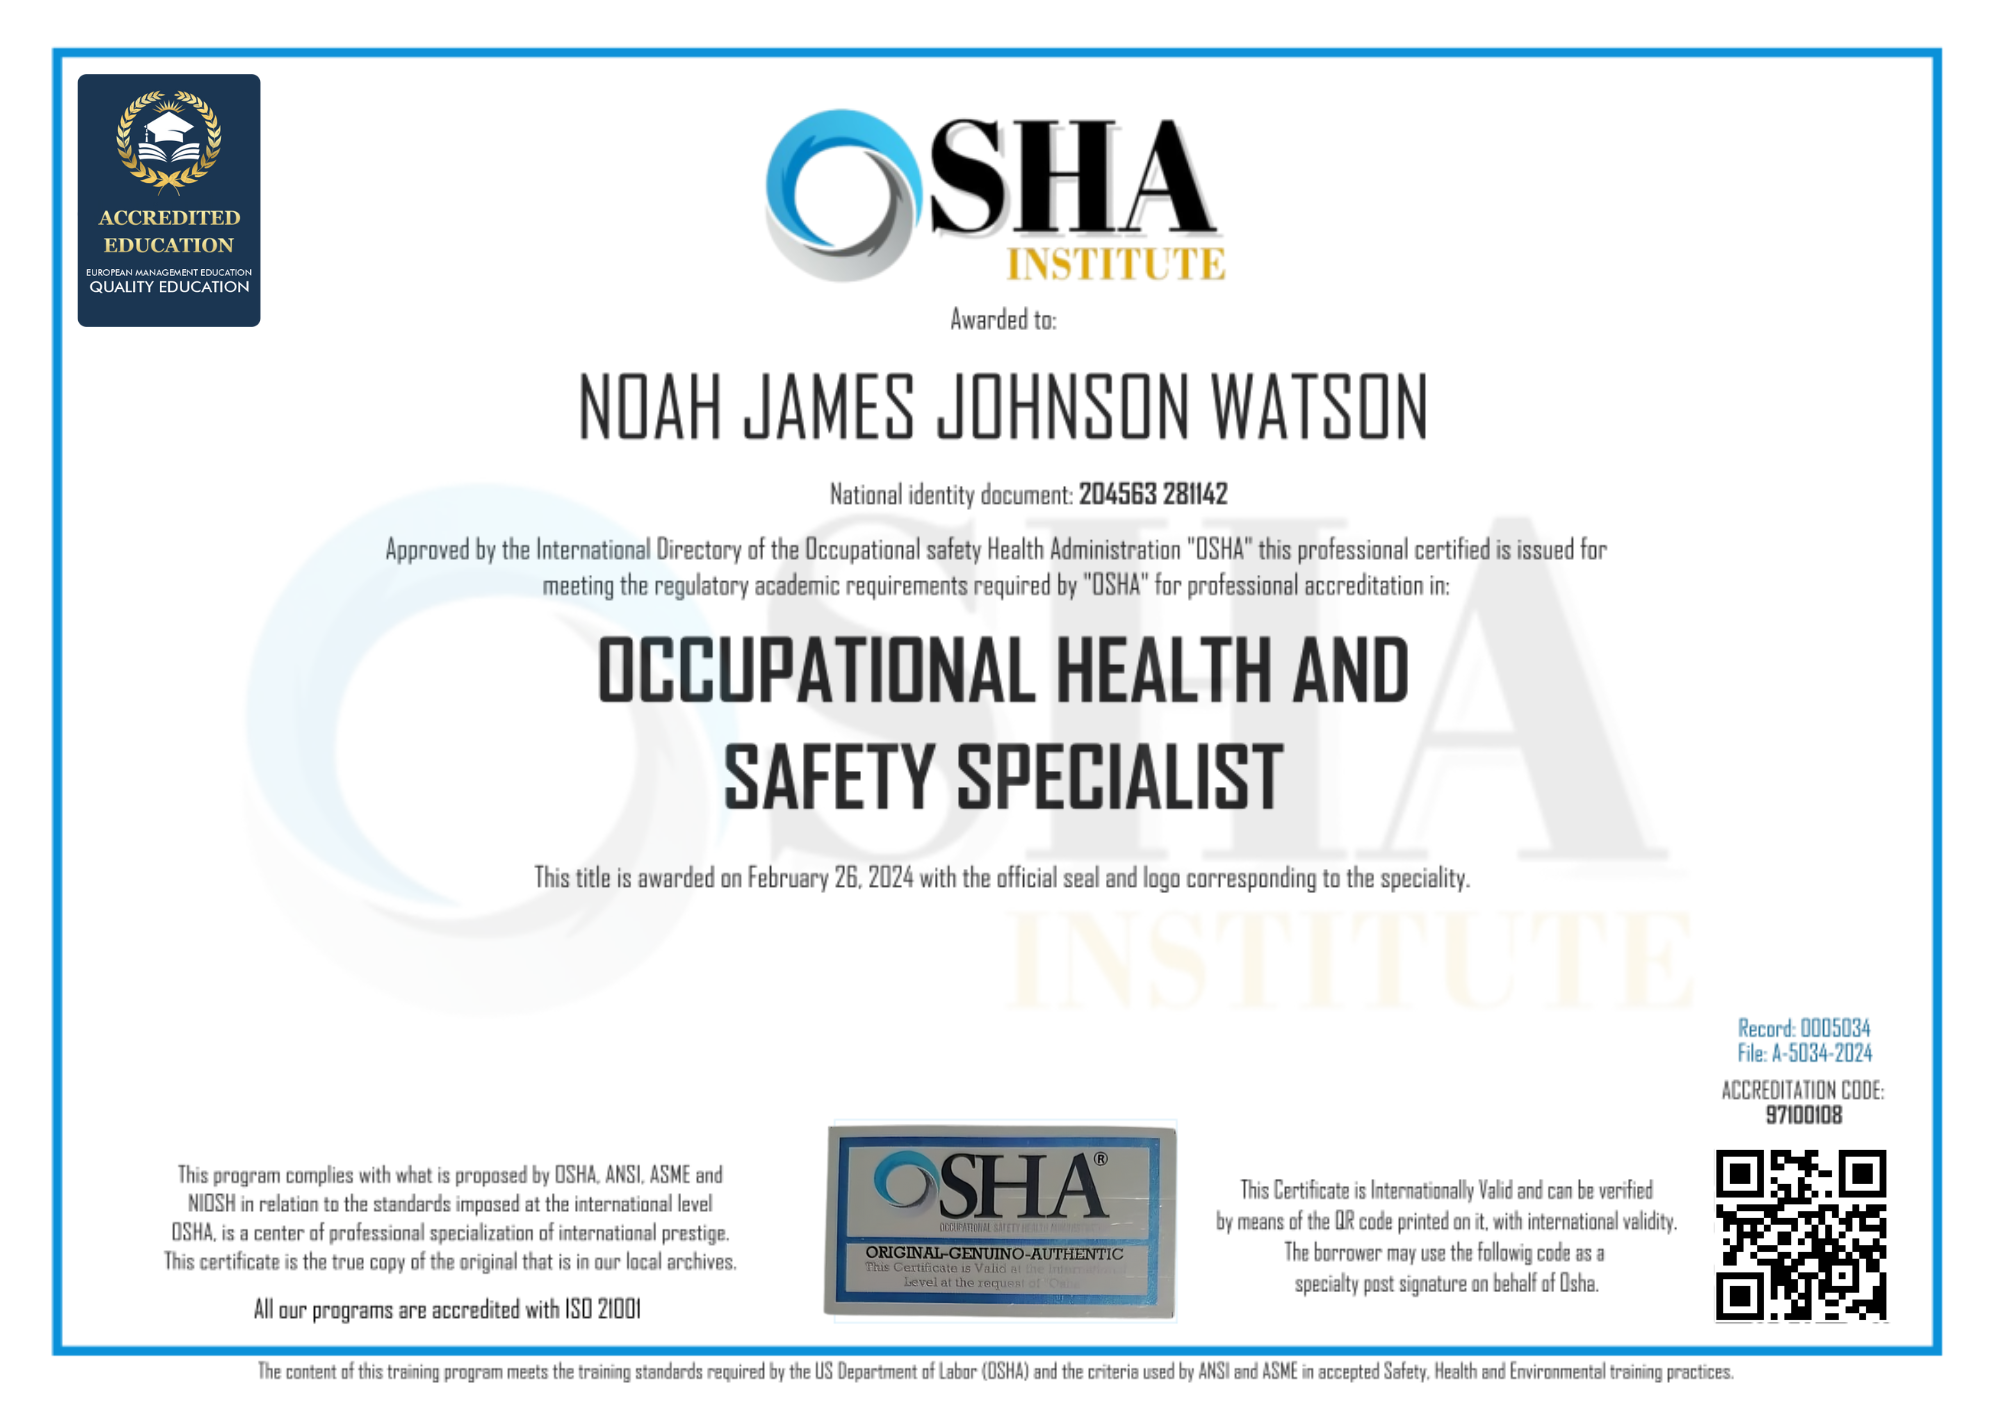 ACCREDITED
EDUCATION
EUROPEAN MANAGEMENT EDUCATION
QUALITY EDUCATION
OSHA
INSTITUTE
Awarded to:
NOAH JAMES JOHNSON WATSON
National identity document: 204563 281142
Approved by the International Directory of the Occupational safety Health Administration "OSHA" this professional certified is issued for
meeting the regulatory academic requirements required by "OSHA" for professional accreditation in:
OCCUPATIONAL HEALTH AND
SAFETY SPECIALIST
This title is awarded on February 26, 2024 with the official seal and logo corresponding to the speciality.
OSHA
INSTITUTE
Record: 0005034
File: A-5034-2024
ACCREDITATION CODE:
97100108
This program complies with what is proposed by OSHA, ANSI, ASME and
NIOSH in relation to the standards imposed at the international level
OSHA, is a center of professional specialization of international prestige.
This certificate is the true copy of the original that is in our local archives.
All our programs are accredited with ISO 21001
OSHA®
OCCUPATIONAL SAFETY HEALTH ADMINISTRATION
ORIGINAL-GENUINO-AUTHENTIC
This Certificate is Valid at the International
Level at the request of "Osha"
This Certificate is Internationally Valid and can be verified
by means of the QR code printed on it, with international validity.
The borrower may use the followig code as a
specialty post signature on behalf of Osha.
The content of this training program meets the training standards required by the US Department of Labor (OSHA) and the criteria used by ANSI and ASME in accepted Safety, Health and Environmental training practices.